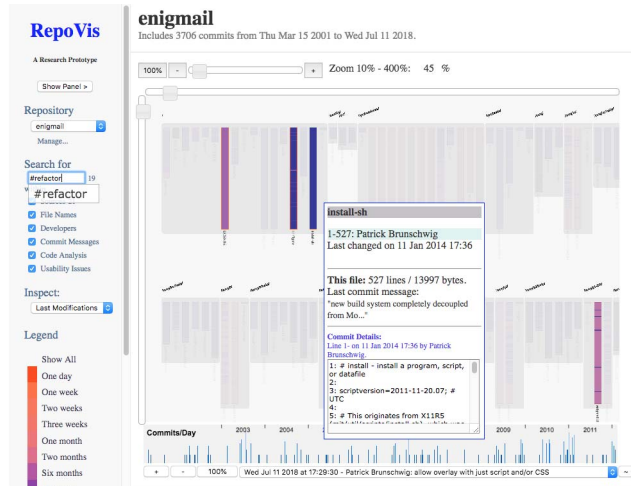 RepoVis
A Research Prototype
Show Panel >
Repository
enigmail
Manage...
Search for
#refactor 19
#refactor
File Names
Developers
Commit Messages
Code Analysis
Usability Issues
Inspect:
Last Modifications
Legend
Show All
One day
One week
Two weeks
Three weeks
One month
Two months
Six months
enigmail
Includes 3706 commits from Thu Mar 15 2001 to Wed Jul 11 2018.
100% - + Zoom 10% - 400%: 45 %
install-sh
1-527: Patrick Brunschwig
Last changed on 11 Jan 2014 17:36
This file: 527 lines / 13997 bytes.
Last commit message:
"new build system completely decoupled
from Mo..."
Commit Details:
Line 1- on 11 Jan 2014 17:36 by Patrick
Brunschwig.
1: # install - install a program, script,
or datafile
2:
3: scriptversion=2011-11-20.07; #
UTC
4:
5: # This originates from X11R5
Commits/Day 2003 2004 2009 2010 2011
+ - 100% Wed Jul 11 2018 at 17:29:30 - Patrick Brunschwig: allow overlay with just script and/or CSS ~